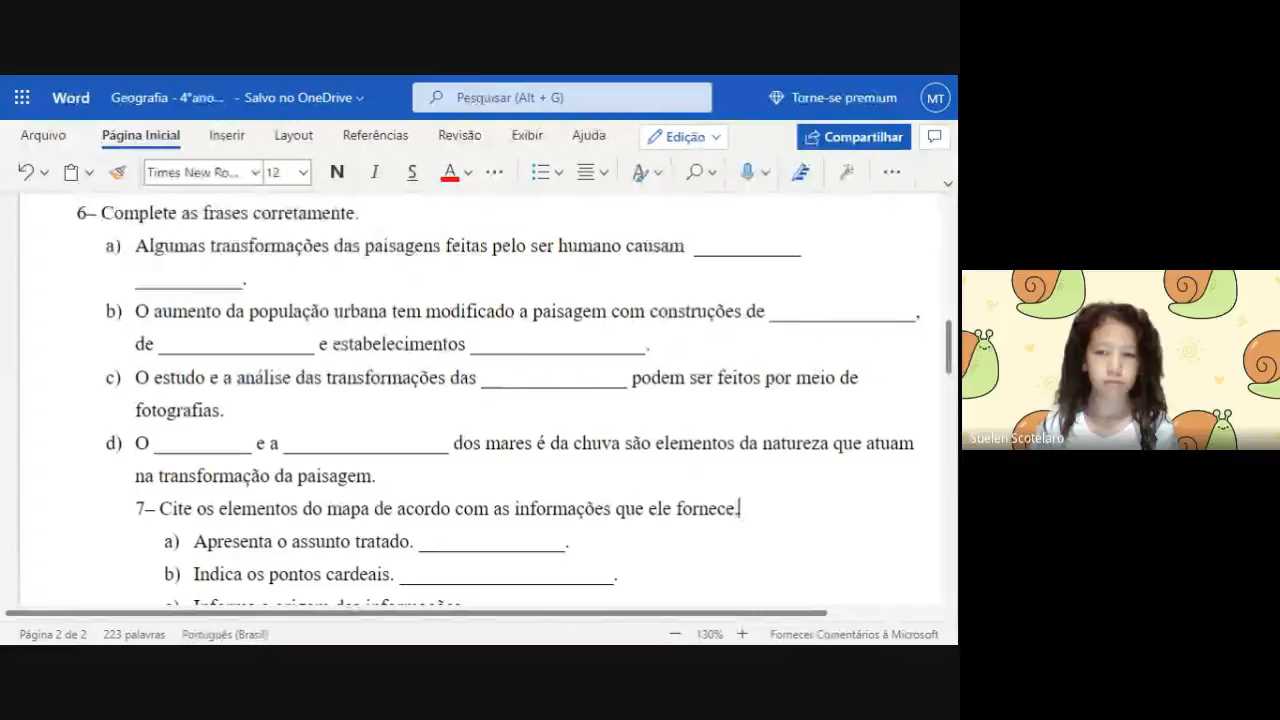 Word Geografia - 4°ano... - Salvo no OneDrive Pesquisar (Alt + G) Torne-se premium MT
Arquivo Página Inicial Inserir Layout Referências Revisão Exibir Ajuda Edição Compartilhar
Times New Ro... 12 N I S A
6– Complete as frases corretamente.
a) Algumas transformações das paisagens feitas pelo ser humano causam ___________
___________.
b) O aumento da população urbana tem modificado a paisagem com construções de _______________,
de ________________ e estabelecimentos __________________.
c) O estudo e a análise das transformações das _______________ podem ser feitos por meio de
fotografias.
d) O __________ e a _________________ dos mares é da chuva são elementos da natureza que atuam
na transformação da paisagem.
7– Cite os elementos do mapa de acordo com as informações que ele fornece.
a) Apresenta o assunto tratado. _______________.
b) Indica os pontos cardeais. ______________________.
Página 2 de 2 223 palavras Português (Brasil) 130% Fornecer Comentários à Microsoft
Suelen Scotelaro